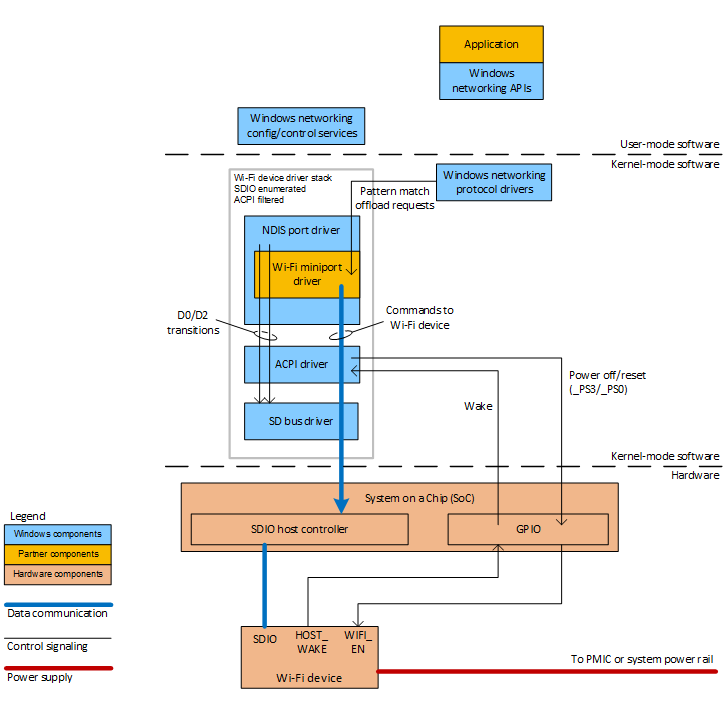 Application
Windows
networking APIs
Windows networking
config/control services
User-mode software
Kernel-mode software
Wi-Fi device driver stack
SDIO enumerated
ACPI filtered
Pattern match
offload requests
Windows networking
protocol drivers
NDIS port driver
Wi-Fi miniport
driver
D0/D2
transitions
Commands to
Wi-Fi device
ACPI driver
Power off/reset
(_PS3/_PS0)
Wake
SD bus driver
Kernel-mode software
Hardware
System on a Chip (SoC)
SDIO host controller
GPIO
Legend
Windows components
Partner components
Hardware components
Data communication
Control signaling
Power supply
SDIO
HOST_
WAKE
WIFI_
EN
Wi-Fi device
To PMIC or system power rail